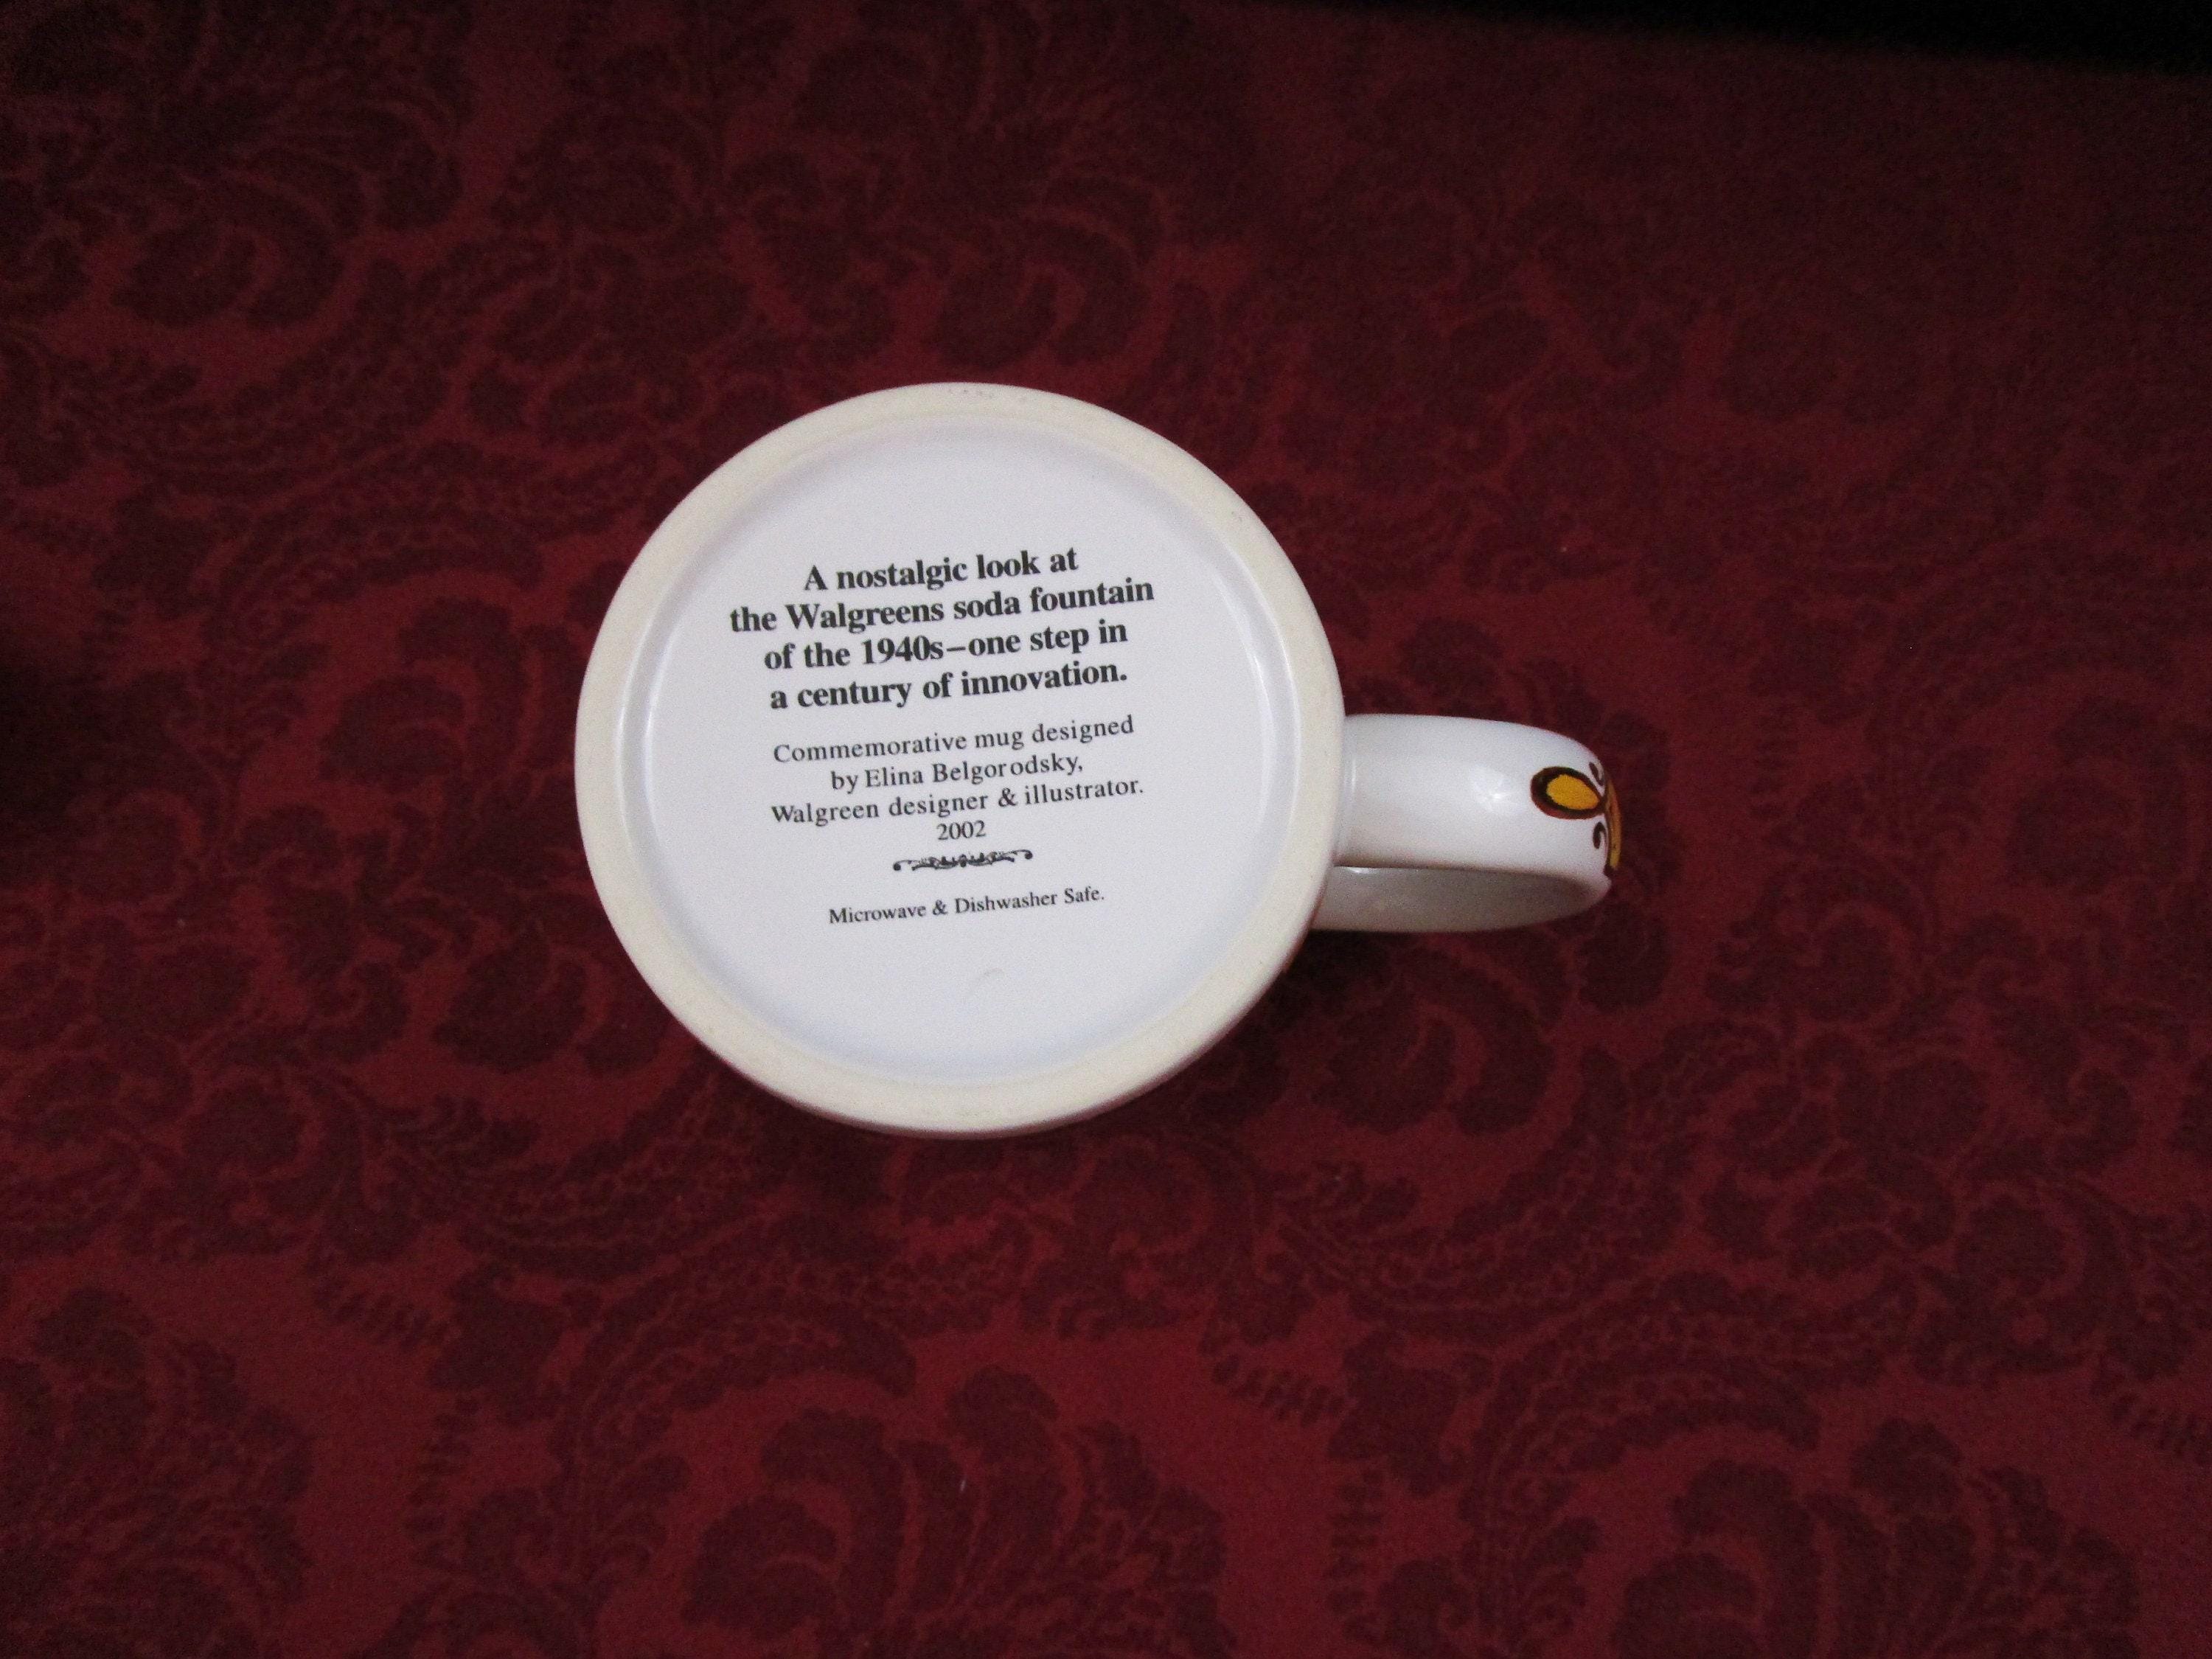 A nostalgic look at
the Walgreens soda fountain
of the 1940s–one step in
a century of innovation.
Commemorative mug designed
by Elina Belgorodsky,
Walgreen designer & illustrator.
2002
Microwave & Dishwasher Safe.